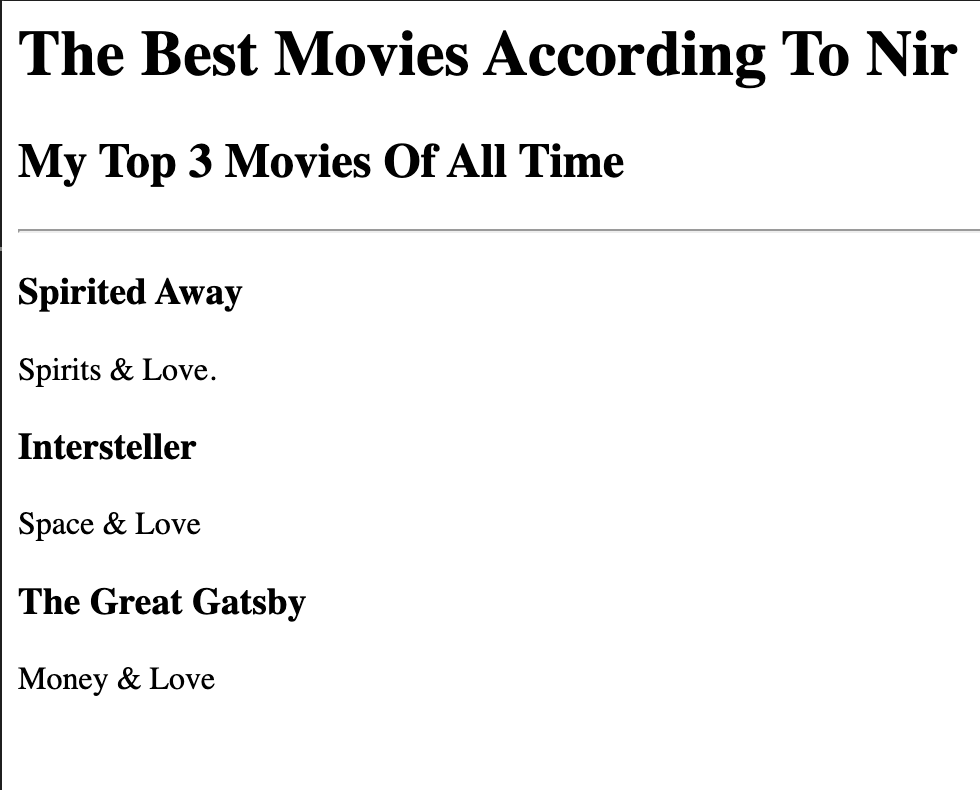 The Best Movies According To Nir
My Top 3 Movies Of All Time
Spirited Away
Spirits & Love.
Intersteller
Space & Love
The Great Gatsby
Money & Love